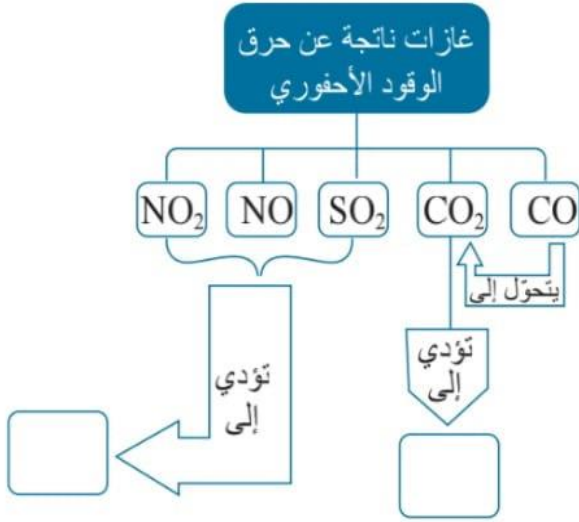 غازات ناتجة عن حرق
الوقود الأحفوري
CO
CO₂
SO₂
NO
NO₂
يتحوّل إلى
تؤدي
إلى
تؤدي
إلى